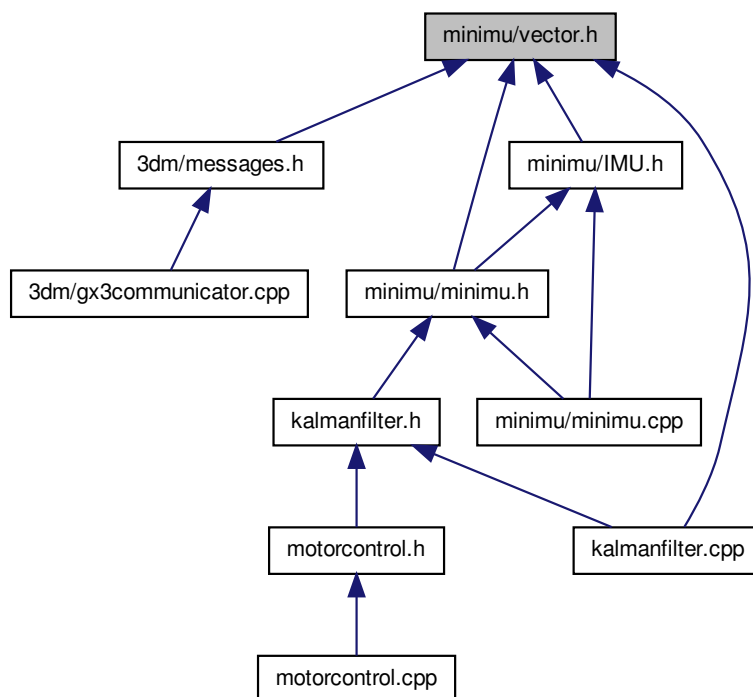 minimu/vector.h
3dm/messages.h
minimu/IMU.h
3dm/gx3communicator.cpp
minimu/minimu.h
kalmanfilter.h
minimu/minimu.cpp
motorcontrol.h
kalmanfilter.cpp
motorcontrol.cpp